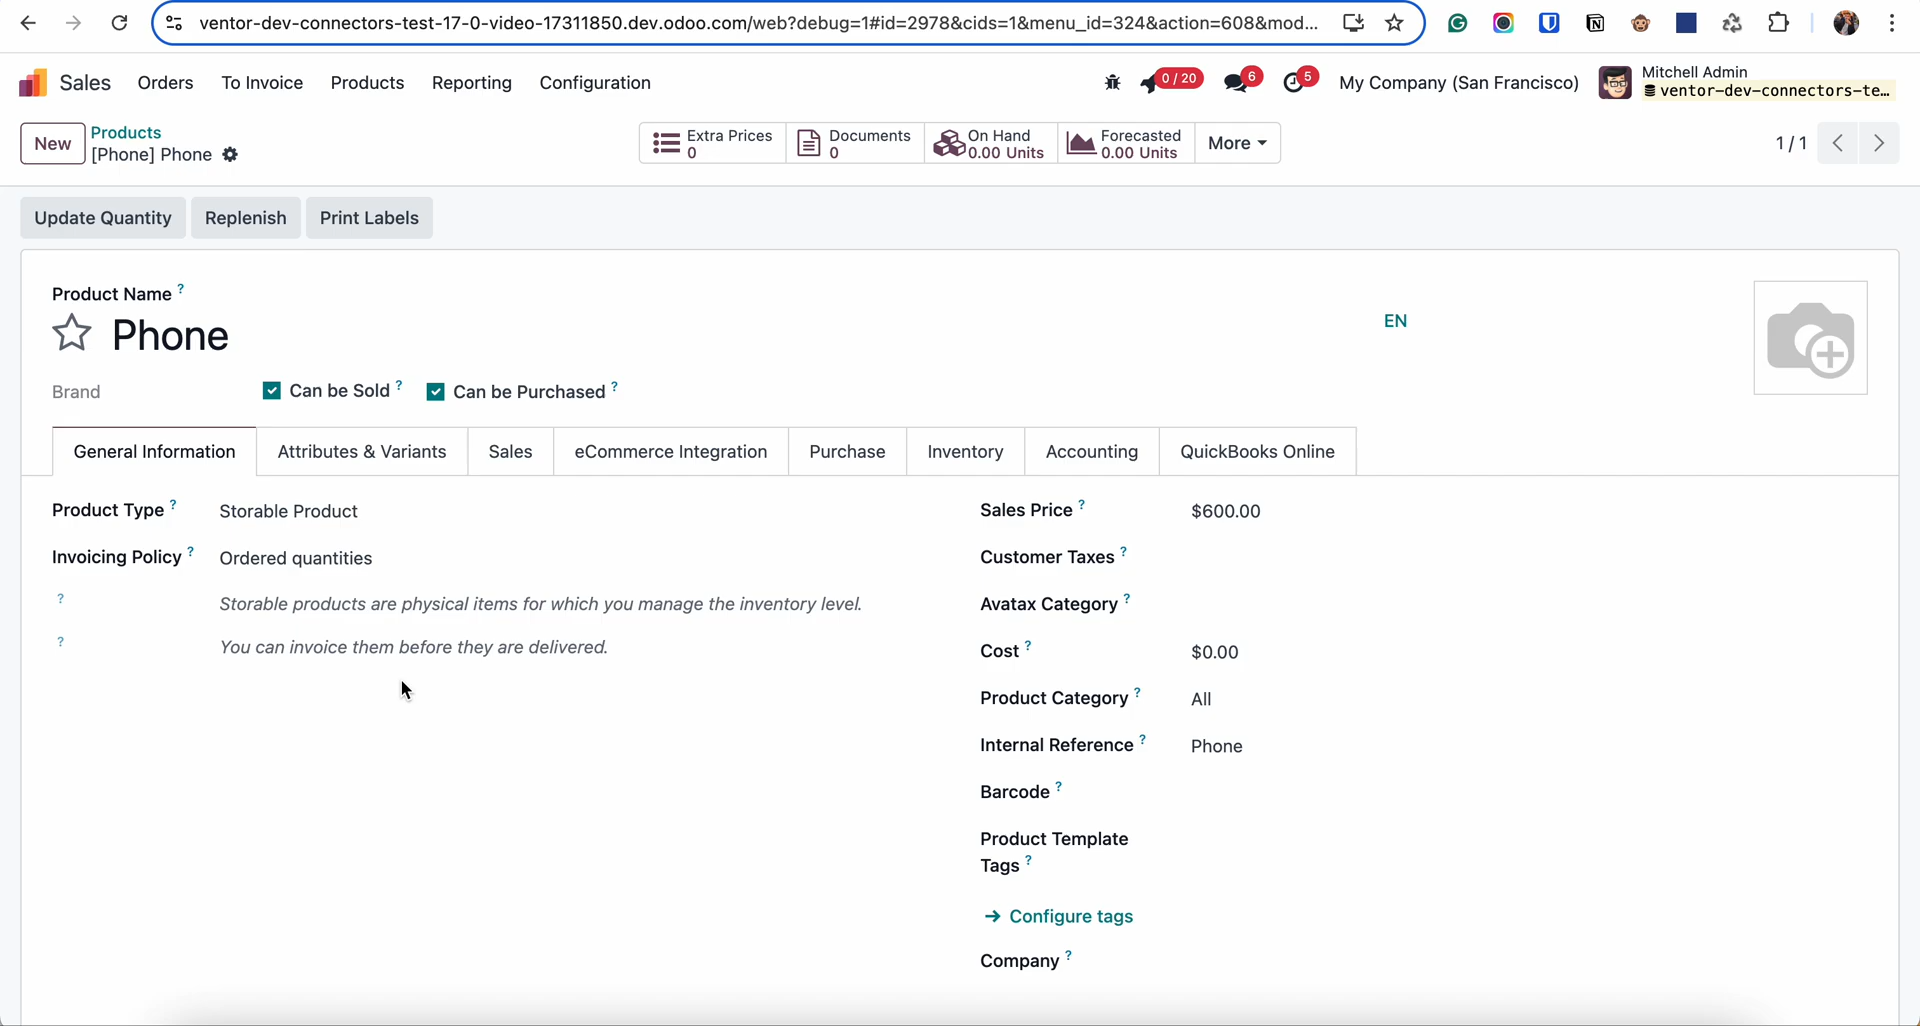 ventor-dev-connectors-test-17-0-video-17311850.dev.odoo.com/web?debug=1#id=2978&cids=1&menu_id=324&action=608&mod...
Sales Orders To Invoice Products Reporting Configuration 0 / 20 6 5 My Company (San Francisco) Mitchell Admin
ventor-dev-connectors-te...
New Products
[Phone] Phone
Extra Prices
0
Documents
0
On Hand
0.00 Units
Forecasted
0.00 Units
More
1 / 1
Update Quantity Replenish Print Labels
Product Name ?
Phone
EN
Brand Can be Sold ? Can be Purchased ?
General Information Attributes & Variants Sales eCommerce Integration Purchase Inventory Accounting QuickBooks Online
Product Type ? Storable Product
Invoicing Policy ? Ordered quantities
? Storable products are physical items for which you manage the inventory level.
? You can invoice them before they are delivered.
Sales Price ? $600.00
Customer Taxes ?
Avatax Category ?
Cost ? $0.00
Product Category ? All
Internal Reference ? Phone
Barcode ?
Product Template
Tags ?
→ Configure tags
Company ?